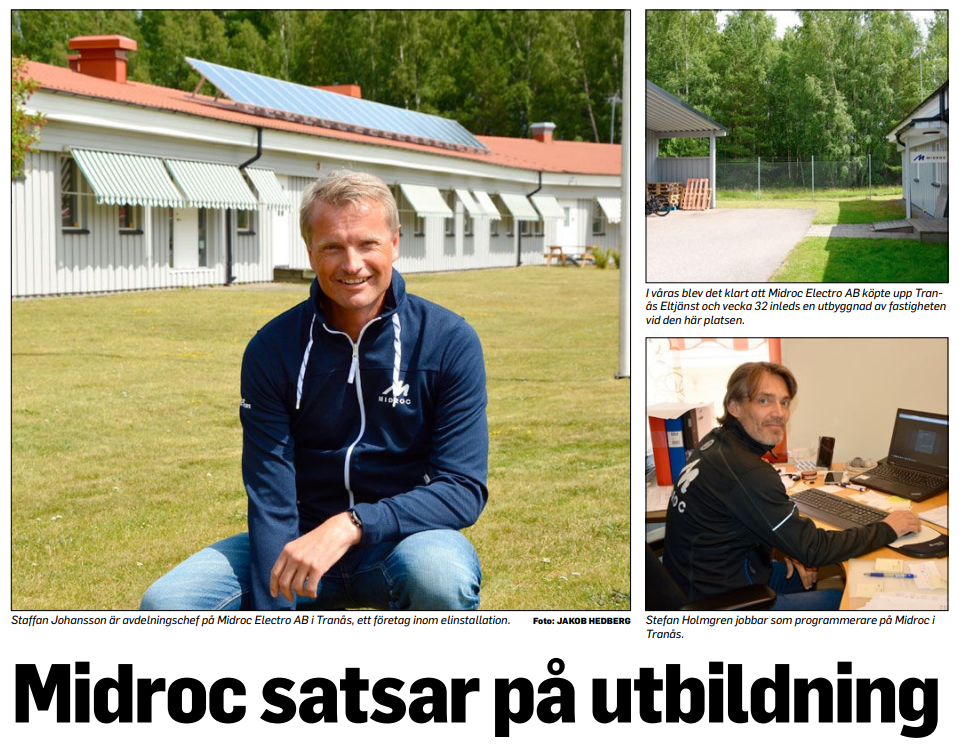 MIDROC
MIDROC
Staffan Johansson är avdelningschef på Midroc Electro AB i Tranås, ett företag inom elinstallation.
Foto: JAKOB HEDBERG
I våras blev det klart att Midroc Electro AB köpte upp Tran-
ås Eltjänst och vecka 32 inleds en utbyggnad av fastigheten
vid den här platsen.
Stefan Holmgren jobbar som programmerare på Midroc i
Tranås.
Midroc satsar på utbildning